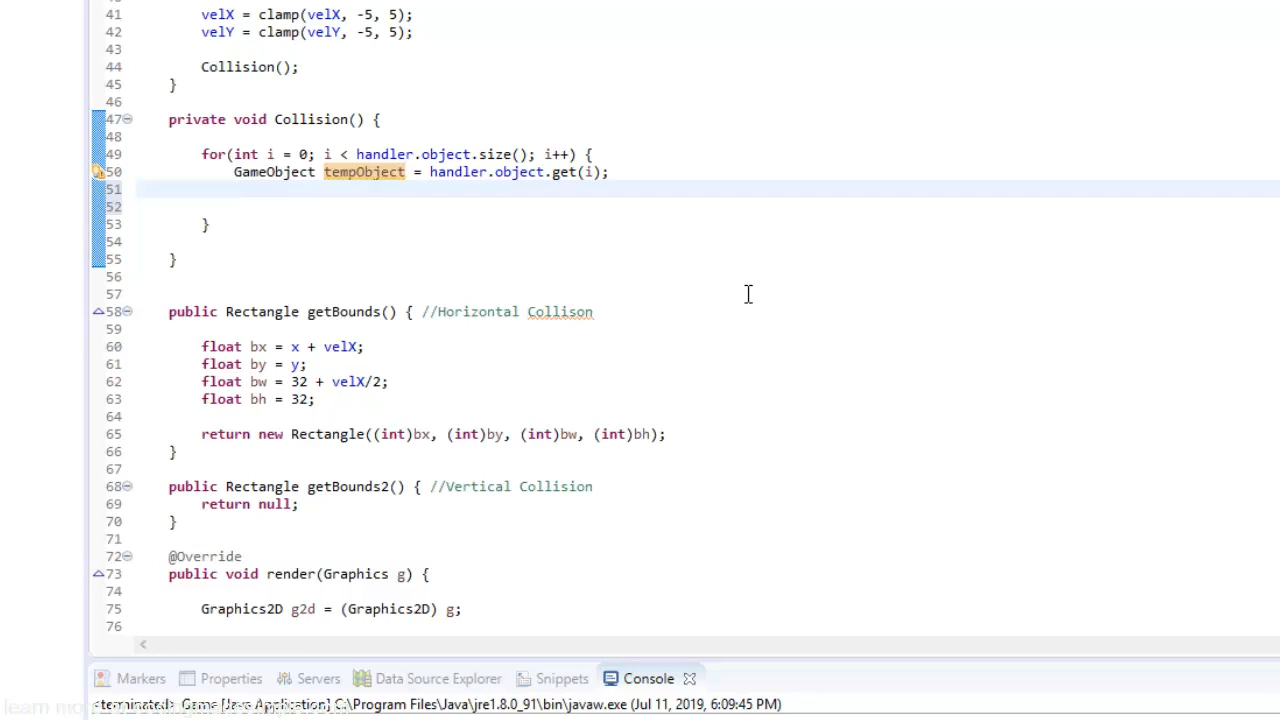 41 velX = clamp(velX, -5, 5);
42 velY = clamp(velY, -5, 5);
43
44 Collision();
45 }
46
47 private void Collision() {
48
49 for(int i = 0; i < handler.object.size(); i++) {
50 GameObject tempObject = handler.object.get(i);
51
52
53 }
54
55 }
56
57
58 public Rectangle getBounds() { //Horizontal Collison
59
60 float bx = x + velX;
61 float by = y;
62 float bw = 32 + velX/2;
63 float bh = 32;
64
65 return new Rectangle((int)bx, (int)by, (int)bw, (int)bh);
66 }
67
68 public Rectangle getBounds2() { //Vertical Collision
69 return null;
70 }
71
72 @Override
73 public void render(Graphics g) {
74
75 Graphics2D g2d = (Graphics2D) g;
76
Markers Properties Servers Data Source Explorer Snippets Console
<terminated> Game [Java Application] C:\Program Files\Java\jre1.8.0_91\bin\javaw.exe (Jul 11, 2019, 6:09:45 PM)
learn more